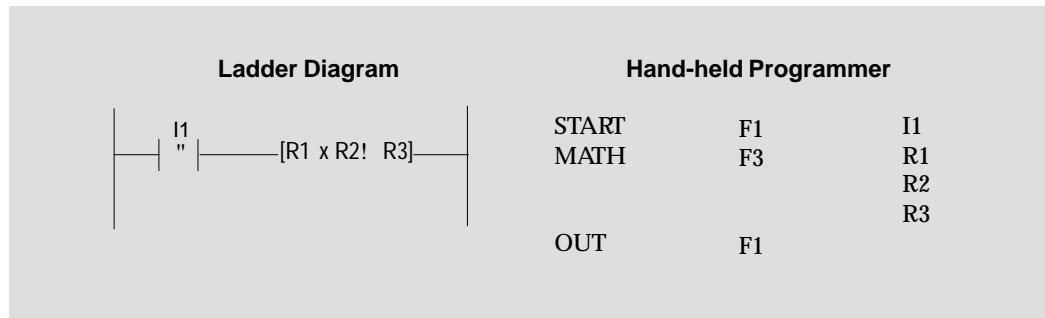 Ladder Diagram
I1
" [R1 x R2! R3]
Hand-held Programmer
START F1 I1
MATH F3 R1
R2
R3
OUT F1